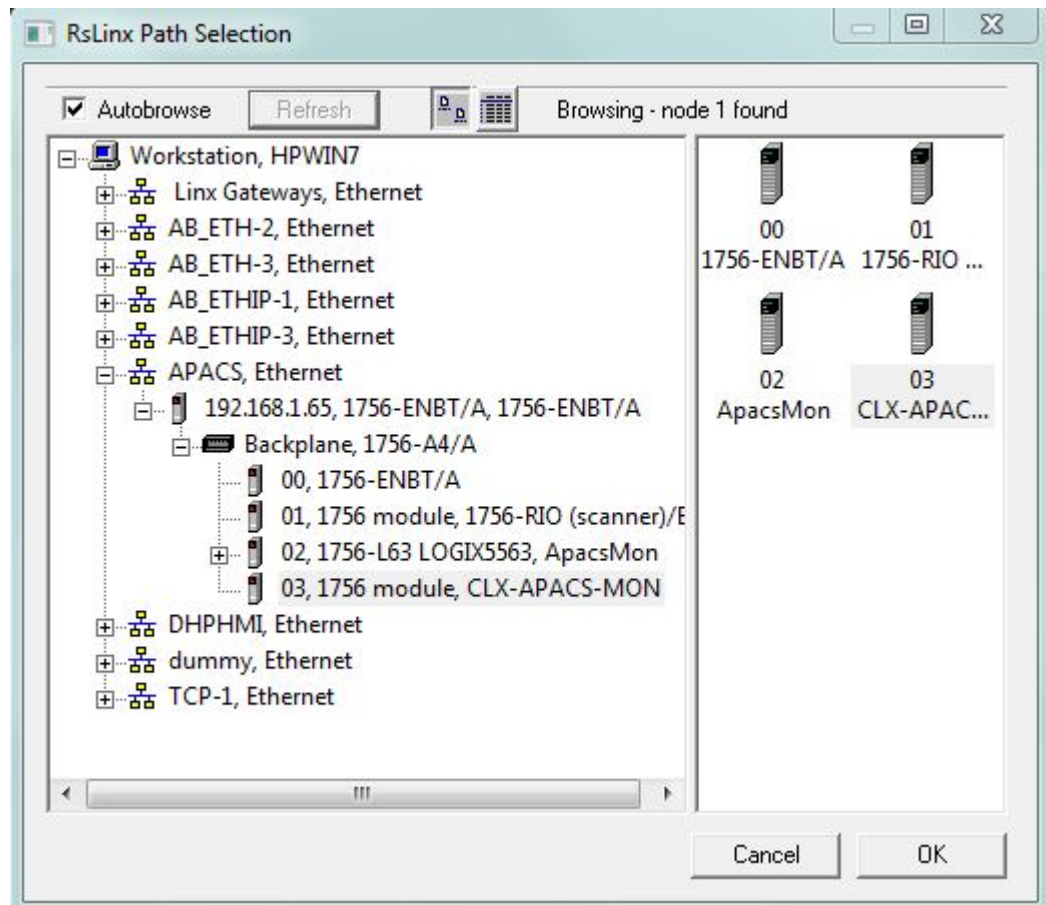 RsLinx Path Selection
Autobrowse Refresh Browsing - node 1 found
Workstation, HPWIN7
Linx Gateways, Ethernet
AB_ETH-2, Ethernet
AB_ETH-3, Ethernet
AB_ETHIP-1, Ethernet
AB_ETHIP-3, Ethernet
APACS, Ethernet
192.168.1.65, 1756-ENBT/A, 1756-ENBT/A
Backplane, 1756-A4/A
00, 1756-ENBT/A
01, 1756 module, 1756-RIO (scanner)/E
02, 1756-L63 LOGIX5563, ApacsMon
03, 1756 module, CLX-APACS-MON
DHPHMI, Ethernet
dummy, Ethernet
TCP-1, Ethernet
00 01
1756-ENBT/A 1756-RIO ...
02 03
ApacsMon CLX-APAC...
Cancel OK